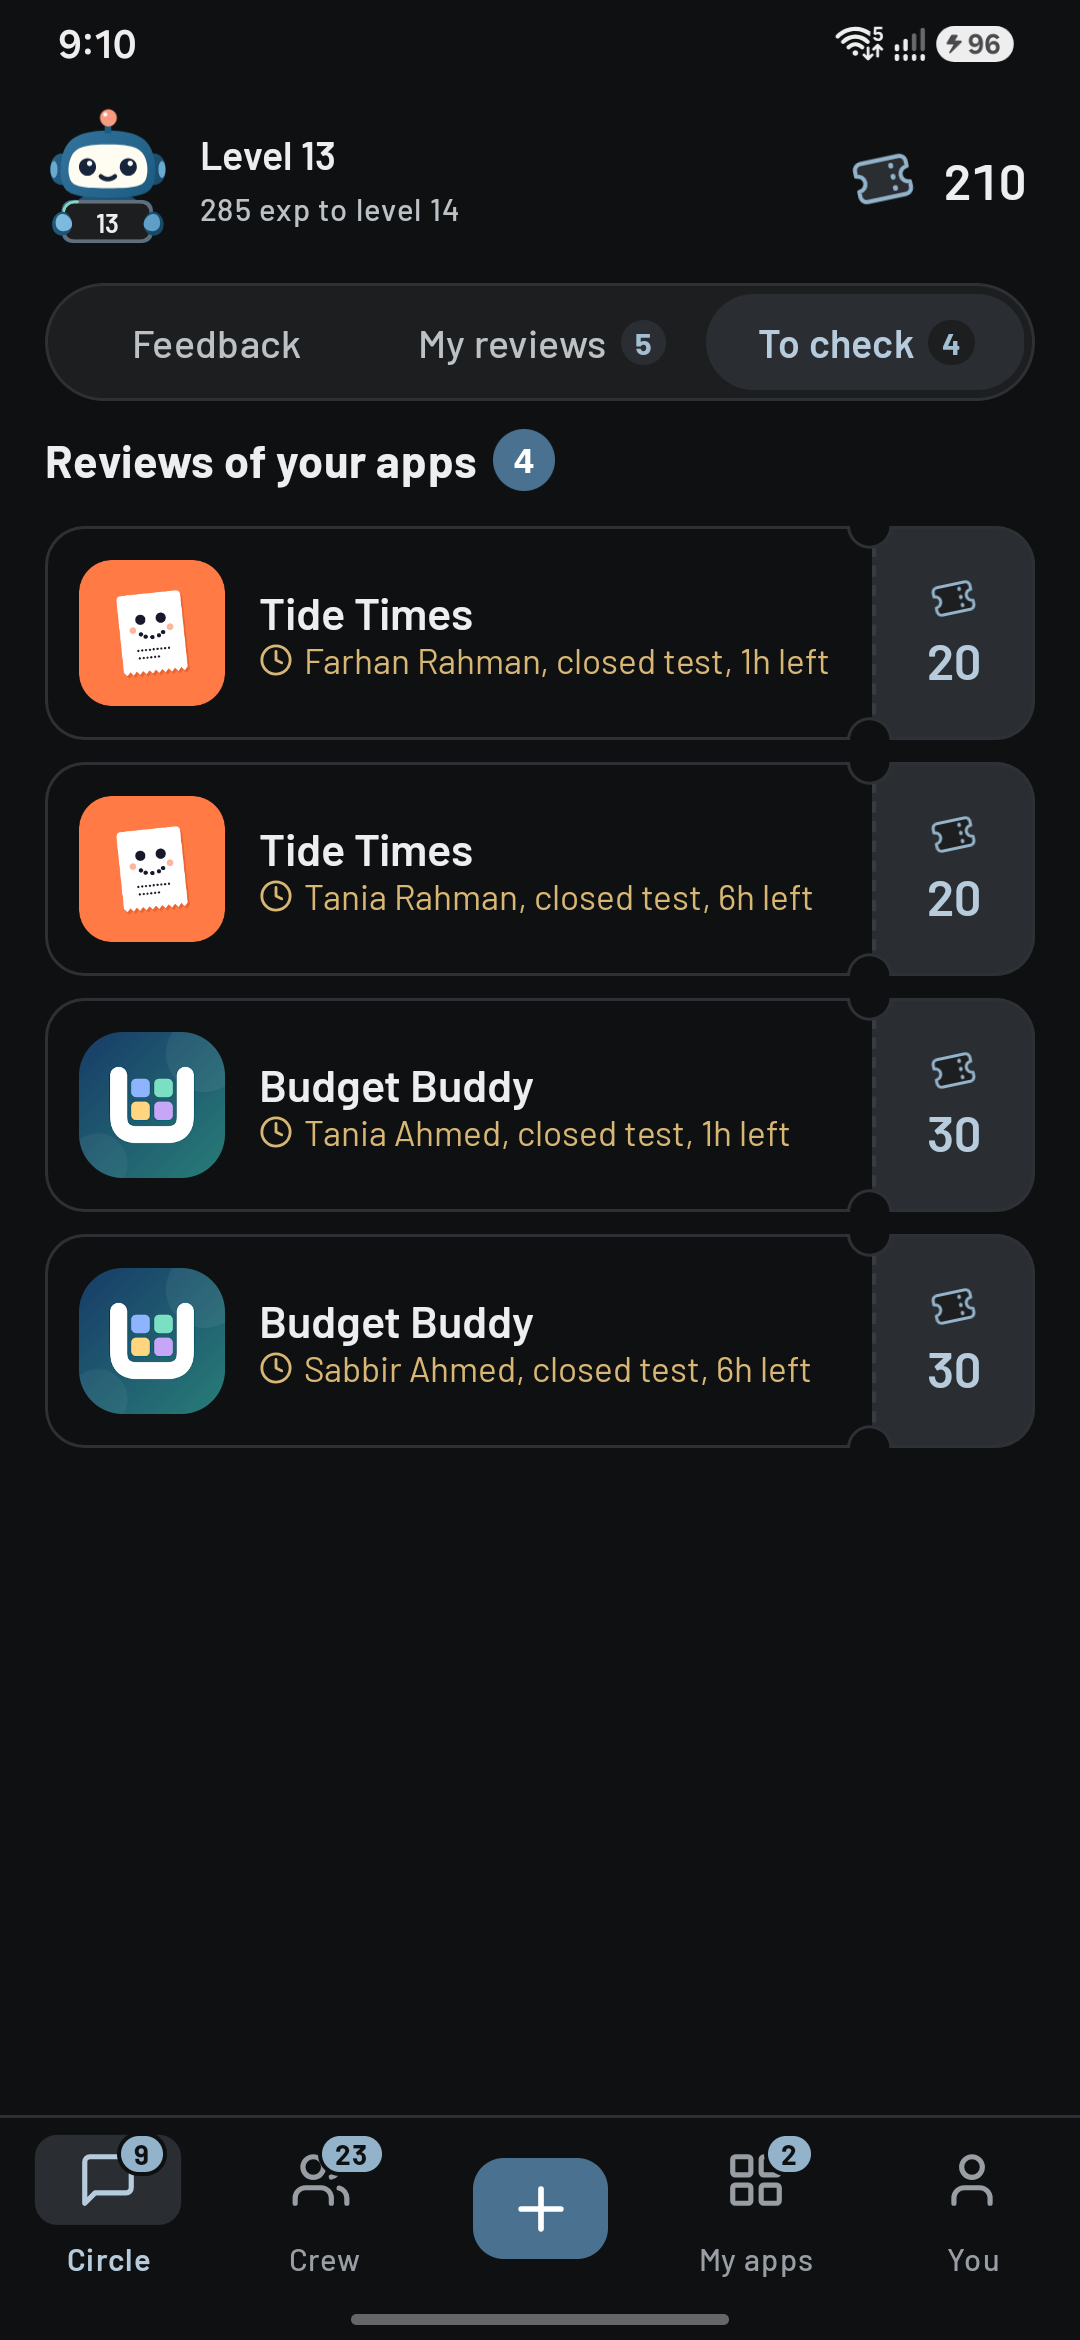 9:10
5
96
Level 13
285 exp to level 14
13
210
Feedback
My reviews 5
To check 4
Reviews of your apps 4
Tide Times
Farhan Rahman, closed test, 1h left
20
Tide Times
Tania Rahman, closed test, 6h left
20
Budget Buddy
Tania Ahmed, closed test, 1h left
30
Budget Buddy
Sabbir Ahmed, closed test, 6h left
30
9
23
2
Circle
Crew
My apps
You